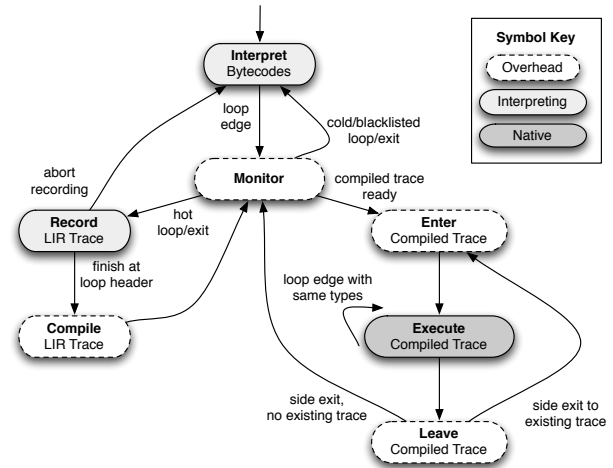 Symbol Key
Overhead
Interpreting
Native
Interpret
Bytecodes
loop
edge
cold/blacklisted
loop/exit
abort
recording
Monitor
compiled trace
ready
hot
loop/exit
Record
LIR Trace
Enter
Compiled Trace
finish at
loop header
loop edge with
same types
Compile
LIR Trace
Execute
Compiled Trace
side exit,
no existing trace
side exit to
existing trace
Leave
Compiled Trace